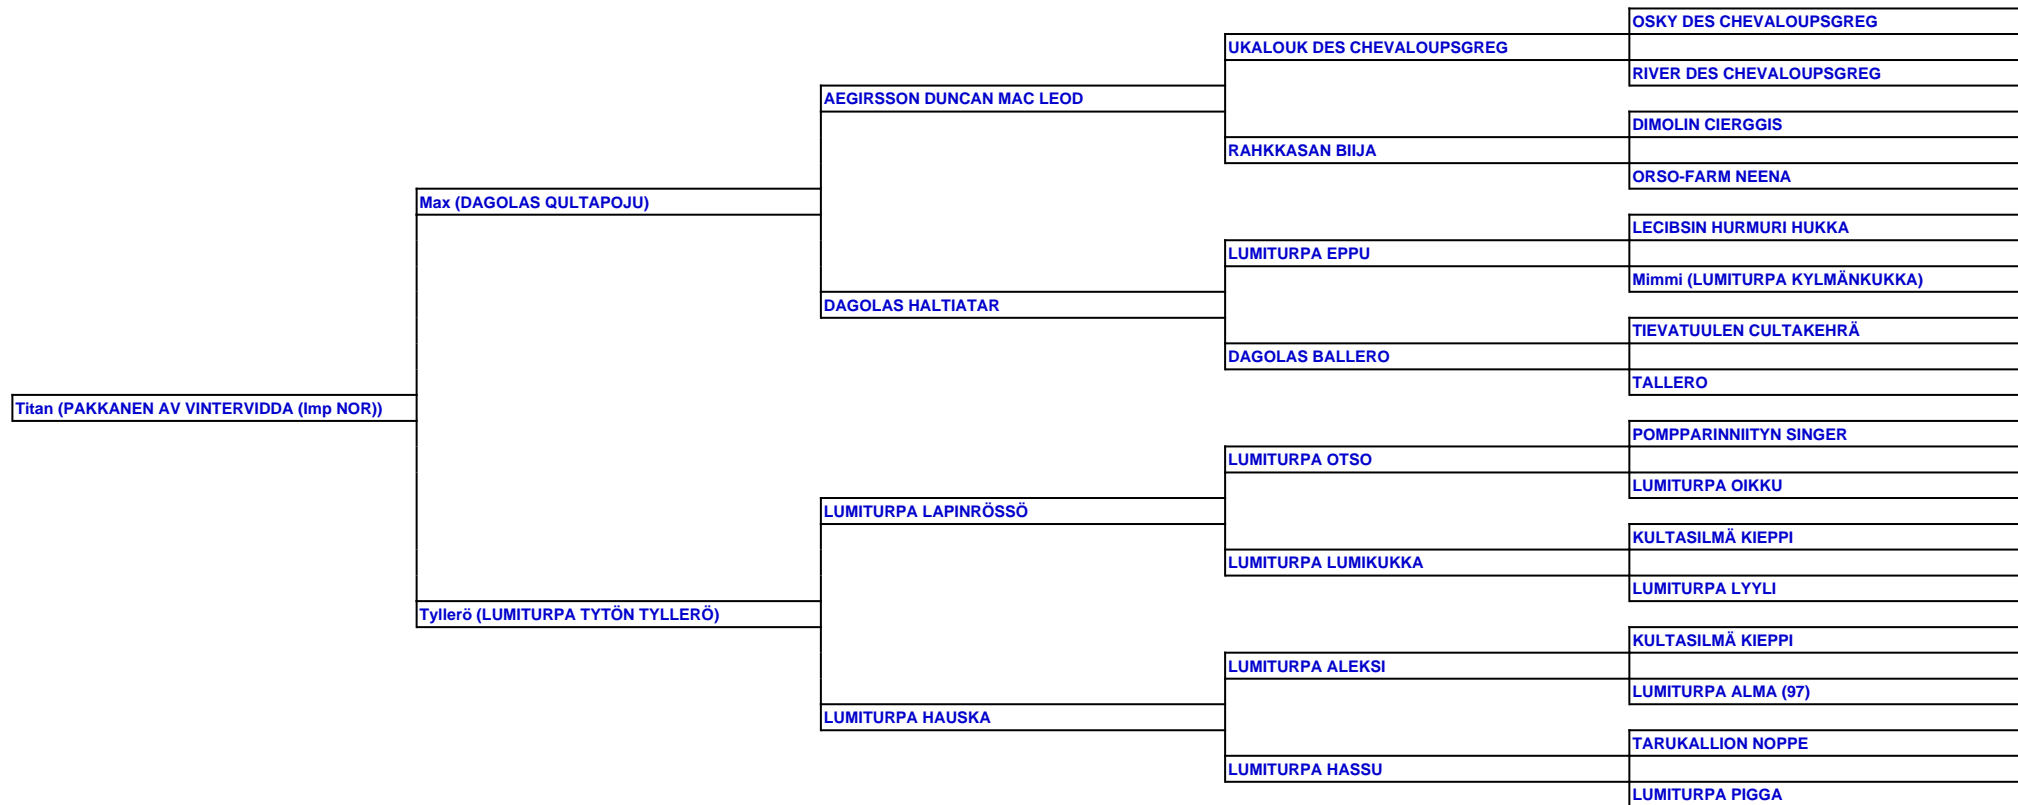 OSKY DES CHEVALOUPSGREG
UKALOUK DES CHEVALOUPSGREG
RIVER DES CHEVALOUPSGREG
AEGIRSSON DUNCAN MAC LEOD
DIMOLIN CIERGGIS
RAHKKASAN BIIJA
ORSO-FARM NEENA
Max (DAGOLAS QULTAPOJU)
LECIBSIN HURMURI HUKKA
LUMITURPA EPPU
Mimmi (LUMITURPA KYLMÄNKUKKA)
DAGOLAS HALTIATAR
TIEVATUULEN CULTAKEHRÄ
DAGOLAS BALLERO
TALLERO
Titan (PAKKANEN AV VINTERVIDDA (Imp NOR))
POMPPARINNIITYN SINGER
LUMITURPA OTSO
LUMITURPA OIKKU
LUMITURPA LAPINRÖSSÖ
KULTASILMÄ KIEPPI
LUMITURPA LUMIKUKKA
LUMITURPA LYYLI
Tyllerö (LUMITURPA TYTÖN TYLLERÖ)
KULTASILMÄ KIEPPI
LUMITURPA ALEKSI
LUMITURPA ALMA (97)
LUMITURPA HAUSKA
TARUKALLION NOPPE
LUMITURPA HASSU
LUMITURPA PIGGA